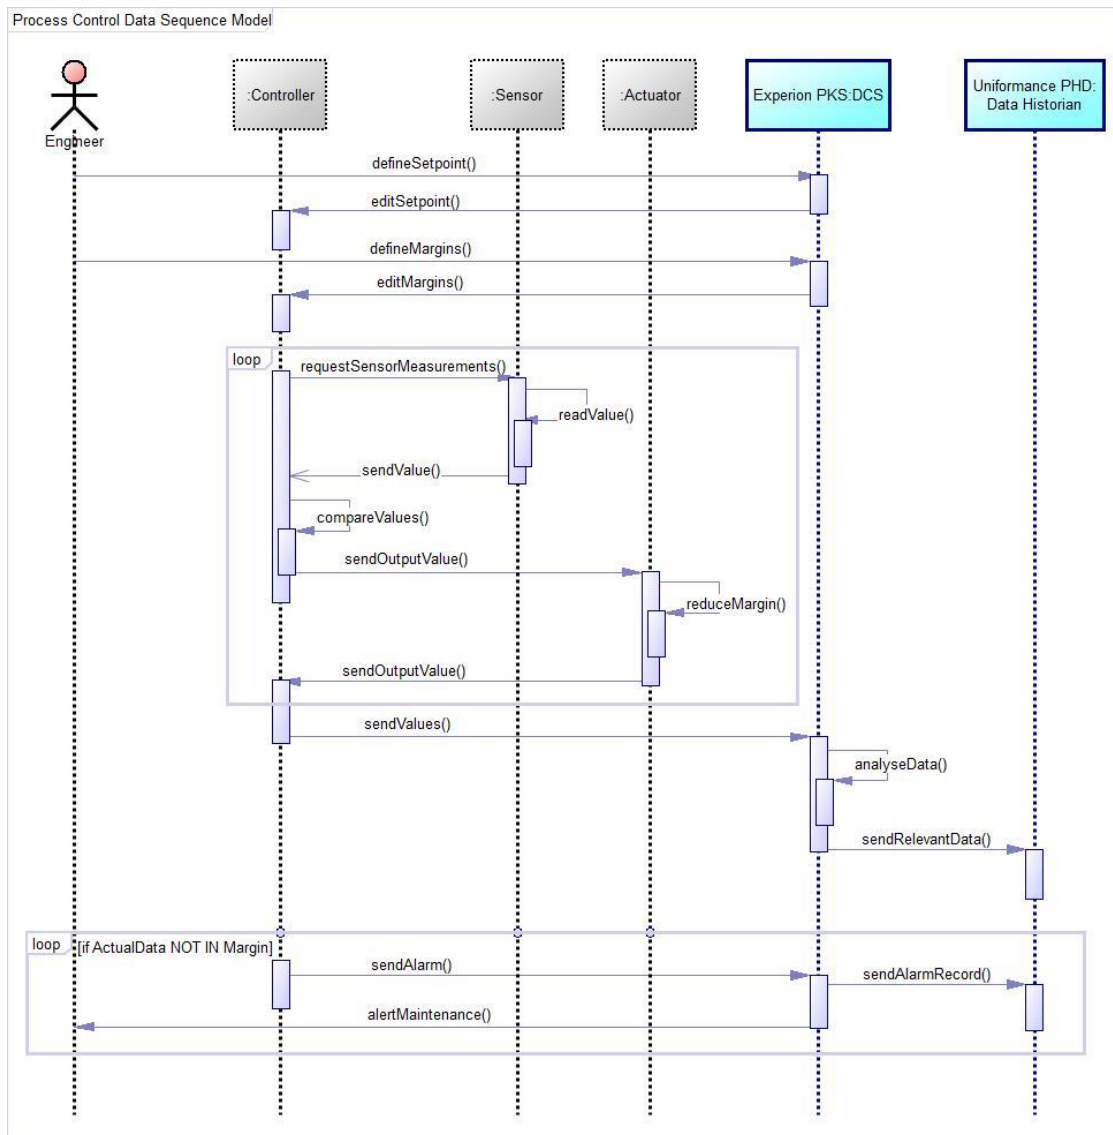 Process Control Data Sequence Model
Engineer
:Controller
:Sensor
:Actuator
Experion PKS:DCS
Uniformance PHD:
Data Historian
defineSetpoint()
editSetpoint()
defineMargins()
editMargins()
loop
requestSensorMeasurements()
readValue()
sendValue()
compareValues()
sendOutputValue()
reduceMargin()
sendOutputValue()
sendValues()
analyseData()
sendRelevantData()
loop
[if ActualData NOT IN Margin]
sendAlarm()
sendAlarmRecord()
alertMaintenance()